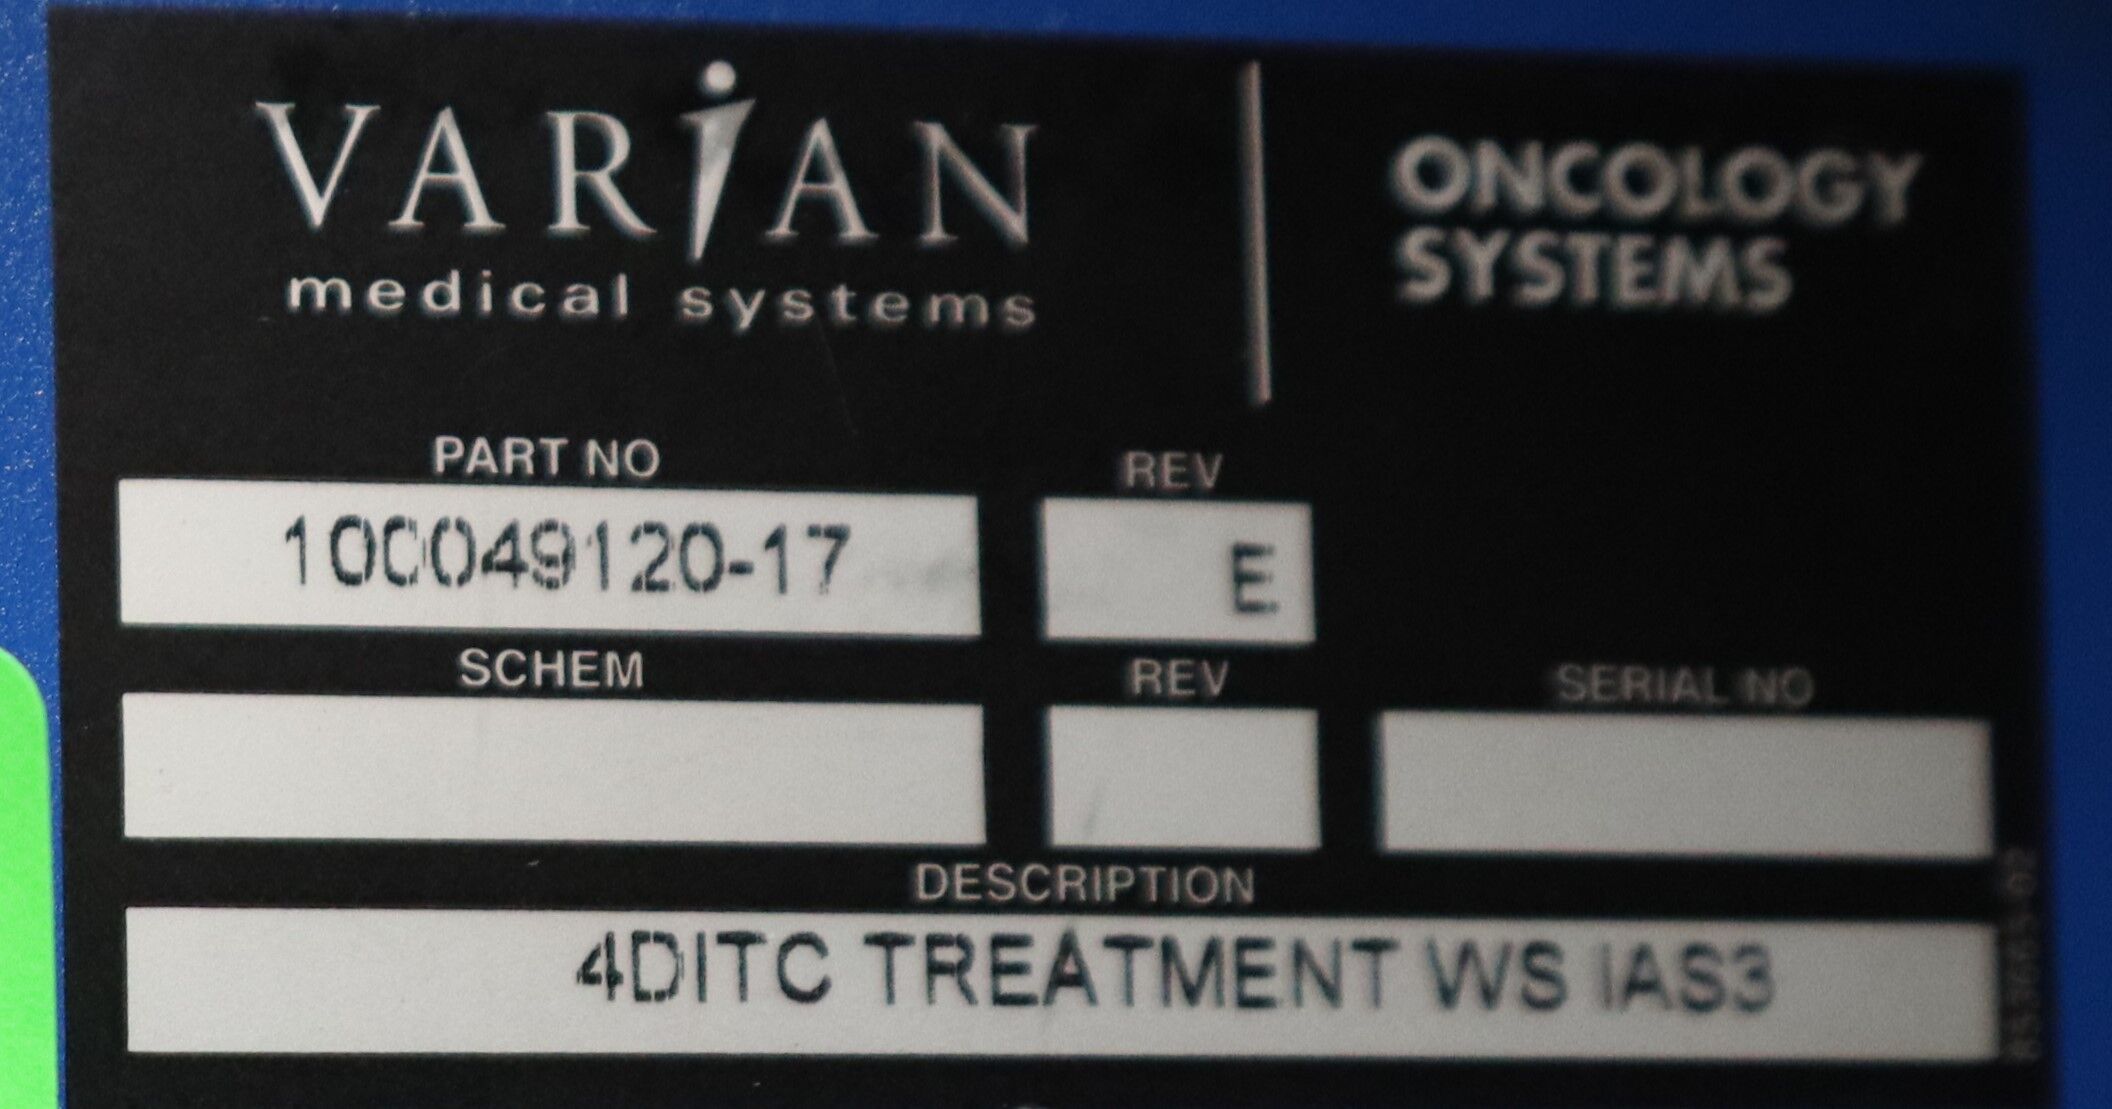 VARiAN
medical systems
ONCOLOGY
SYSTEMS
PART NO
REV
100049120-17
E
SCHEM
REV
SERIAL NO
DESCRIPTION
4DITC TREATMENT WS IAS3